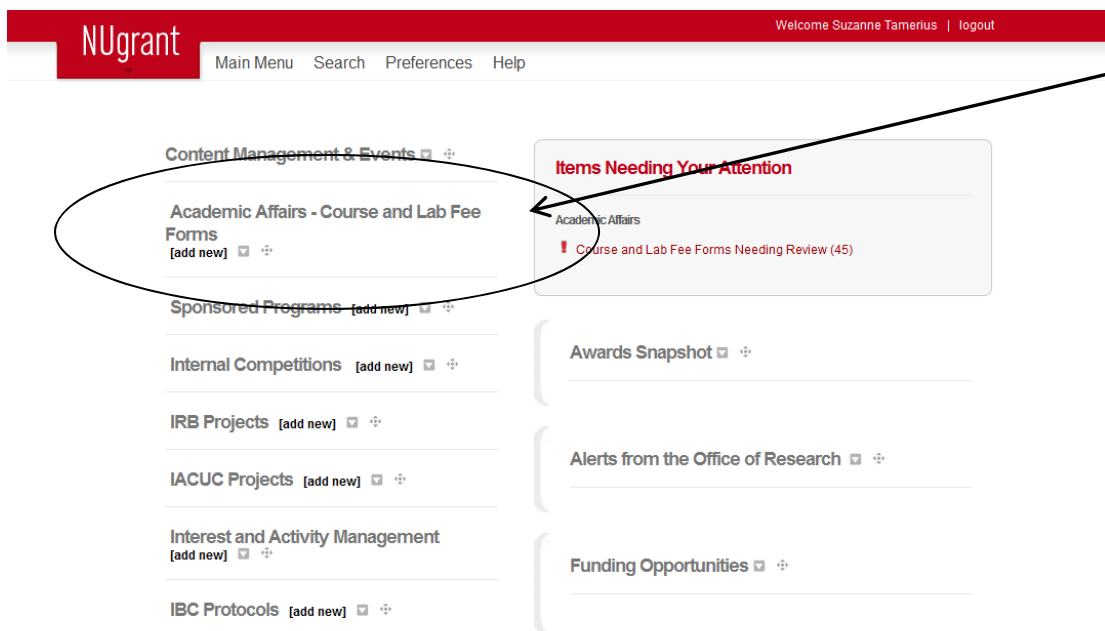 Welcome Suzanne Tamerius | logout
NUgrant
Main Menu Search Preferences Help
Content Management & Events
Academic Affairs - Course and Lab Fee
Forms
[add new]
Sponsored Programs [add new]
Internal Competitions [add new]
IRB Projects [add new]
IACUC Projects [add new]
Interest and Activity Management
[add new]
IBC Protocols [add new]
Items Needing Your Attention
Academic Affairs
Course and Lab Fee Forms Needing Review (45)
Awards Snapshot
Alerts from the Office of Research
Funding Opportunities